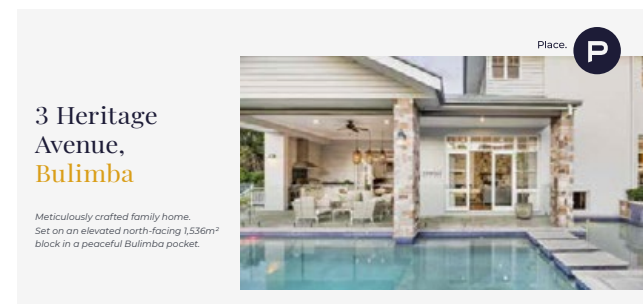 Place.
P
3 Heritage
Avenue,
Bulimba
Meticulously crafted family home.
Set on an elevated north-facing 1,536m²
block in a peaceful Bulimba pocket.